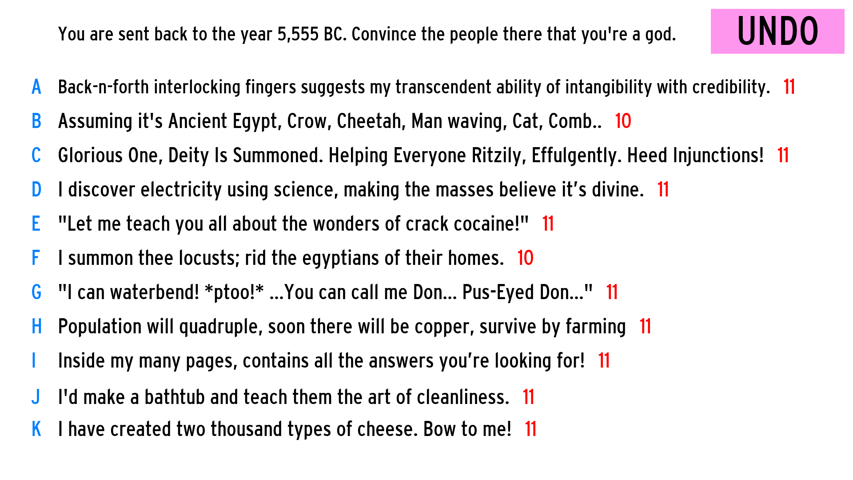 You are sent back to the year 5,555 BC. Convince the people there that you're a god.
UNDO
A Back-n-forth interlocking fingers suggests my transcendent ability of intangibility with credibility. 11
B Assuming it's Ancient Egypt, Crow, Cheetah, Man waving, Cat, Comb.. 10
C Glorious One, Deity Is Summoned. Helping Everyone Ritzily, Effulgently. Heed Injunctions! 11
D I discover electricity using science, making the masses believe it’s divine. 11
E "Let me teach you all about the wonders of crack cocaine!" 11
F I summon thee locusts; rid the egyptians of their homes. 10
G "I can waterbend! *ptoo!* ...You can call me Don... Pus-Eyed Don..." 11
H Population will quadruple, soon there will be copper, survive by farming 11
I Inside my many pages, contains all the answers you’re looking for! 11
J I'd make a bathtub and teach them the art of cleanliness. 11
K I have created two thousand types of cheese. Bow to me! 11